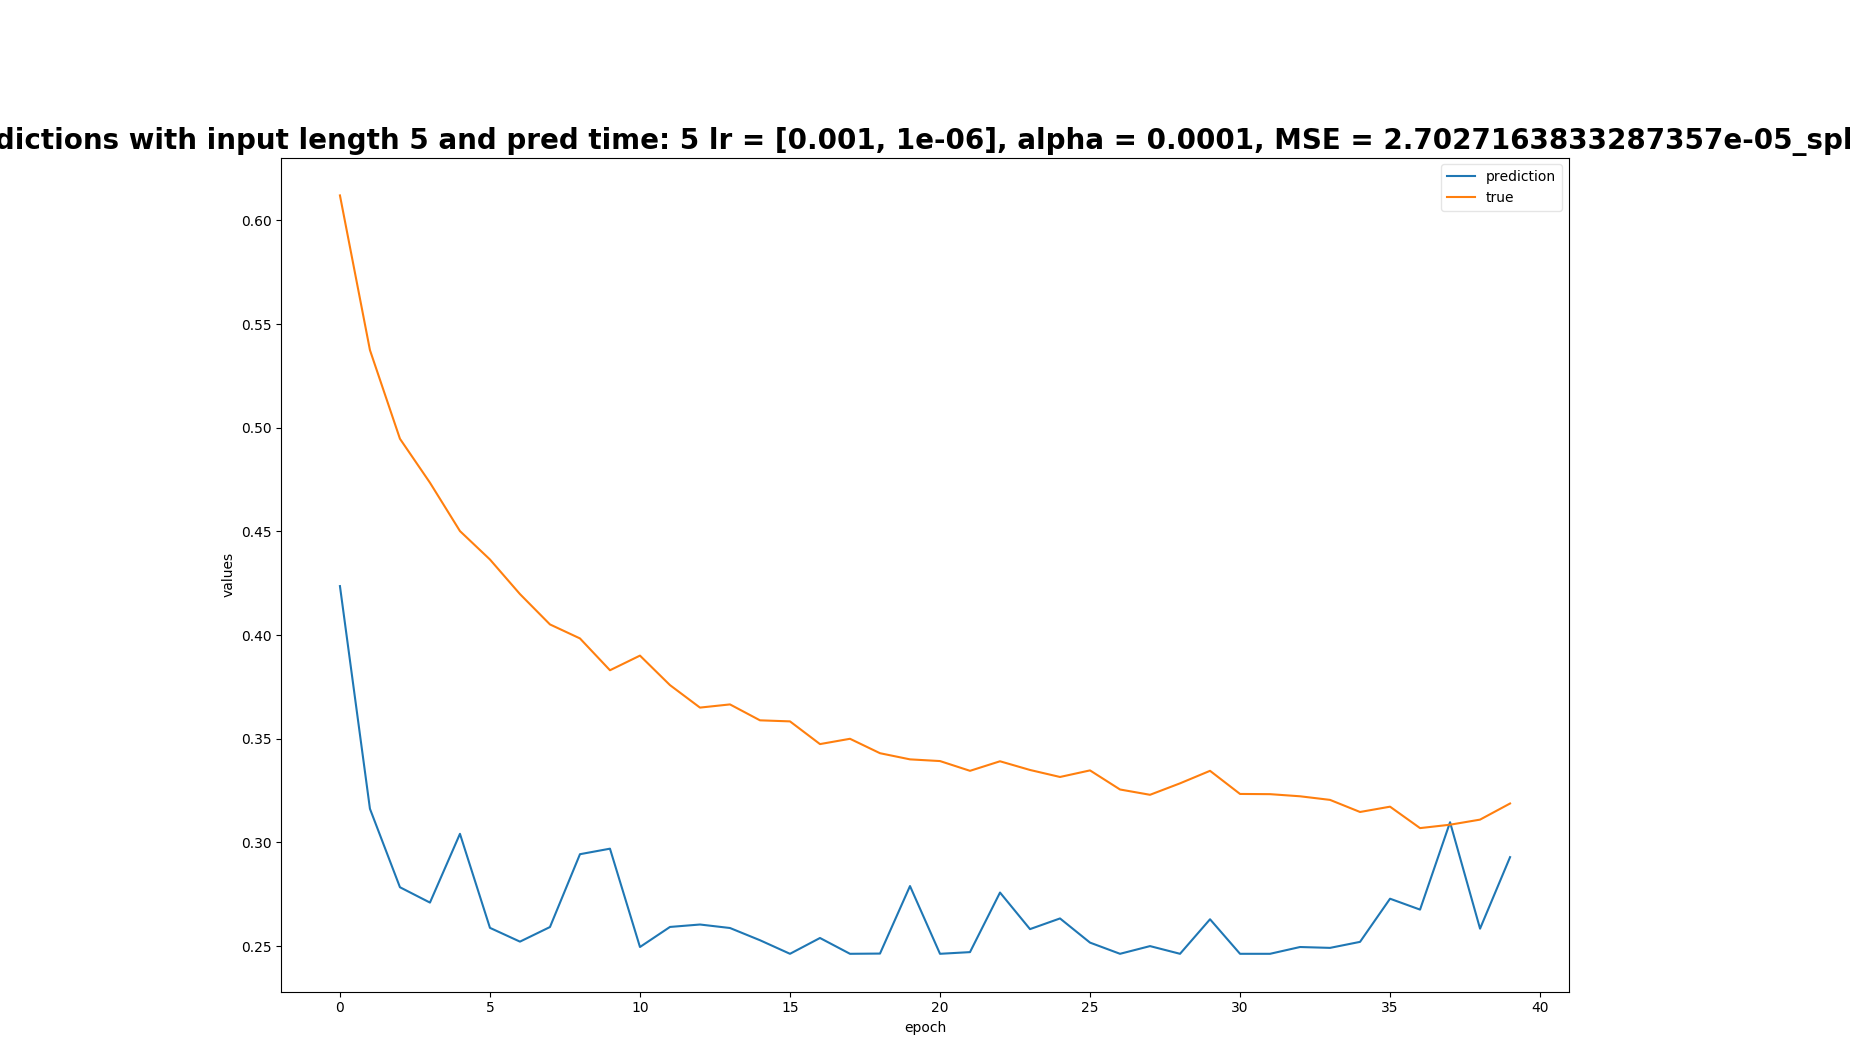 dictions with input length 5 and pred time: 5 lr = [0.001, 1e-06], alpha = 0.0001, MSE = 2.7027163833287357e-05_spl
prediction
true
0.60
0.55
0.50
0.45
0.40
0.35
0.30
0.25
values
0 5 10 15 20 25 30 35 40
epoch